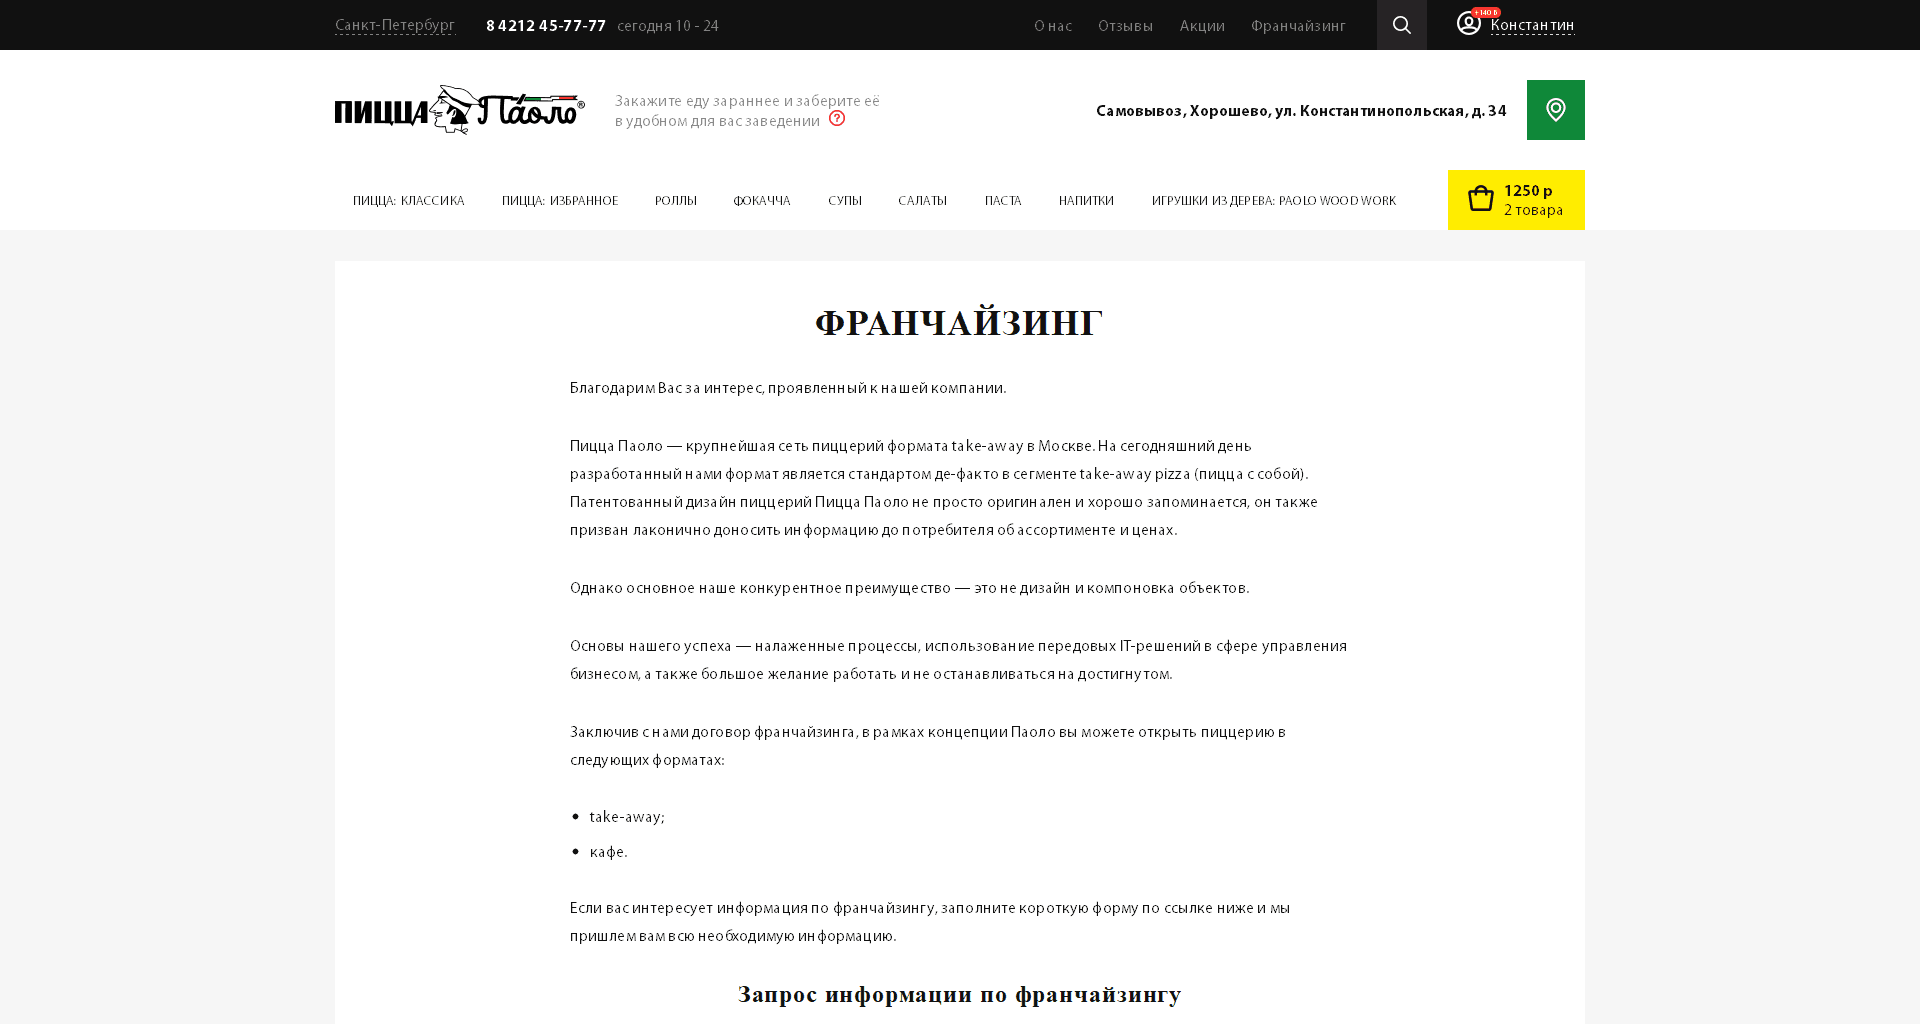 Санкт-Петербург
8 4212 45-77-77 сегодня 10 - 24
О нас Отзывы Акции Франчайзинг
+140 Б
Константин
ПИЦЦА Паоло®
Закажите еду зараннее и заберите её
в удобном для вас заведении ?
Самовывоз, Хорошево, ул. Константинопольская, д. 34
ПИЦЦА: КЛАССИКА ПИЦЦА: ИЗБРАННОЕ РОЛЛЫ ФОКАЧЧА СУПЫ САЛАТЫ ПАСТА НАПИТКИ ИГРУШКИ ИЗ ДЕРЕВА: PAOLO WOOD WORK
1250 р
2 товара
ФРАНЧАЙЗИНГ
Благодарим Вас за интерес, проявленный к нашей компании.
Пицца Паоло — крупнейшая сеть пиццерий формата take-away в Москве. На сегодняшний день
разработанный нами формат является стандартом де-факто в сегменте take-away pizza (пицца с собой).
Патентованный дизайн пиццерий Пицца Паоло не просто оригинален и хорошо запоминается, он также
призван лаконично доносить информацию до потребителя об ассортименте и ценах.
Однако основное наше конкурентное преимущество — это не дизайн и компоновка объектов.
Основы нашего успеха — налаженные процессы, использование передовых IT-решений в сфере управления
бизнесом, а также большое желание работать и не останавливаться на достигнутом.
Заключив с нами договор франчайзинга, в рамках концепции Паоло вы можете открыть пиццерию в
следующих форматах:
• take-away;
• кафе.
Если вас интересует информация по франчайзингу, заполните короткую форму по ссылке ниже и мы
пришлем вам всю необходимую информацию.
Запрос информации по франчайзингу